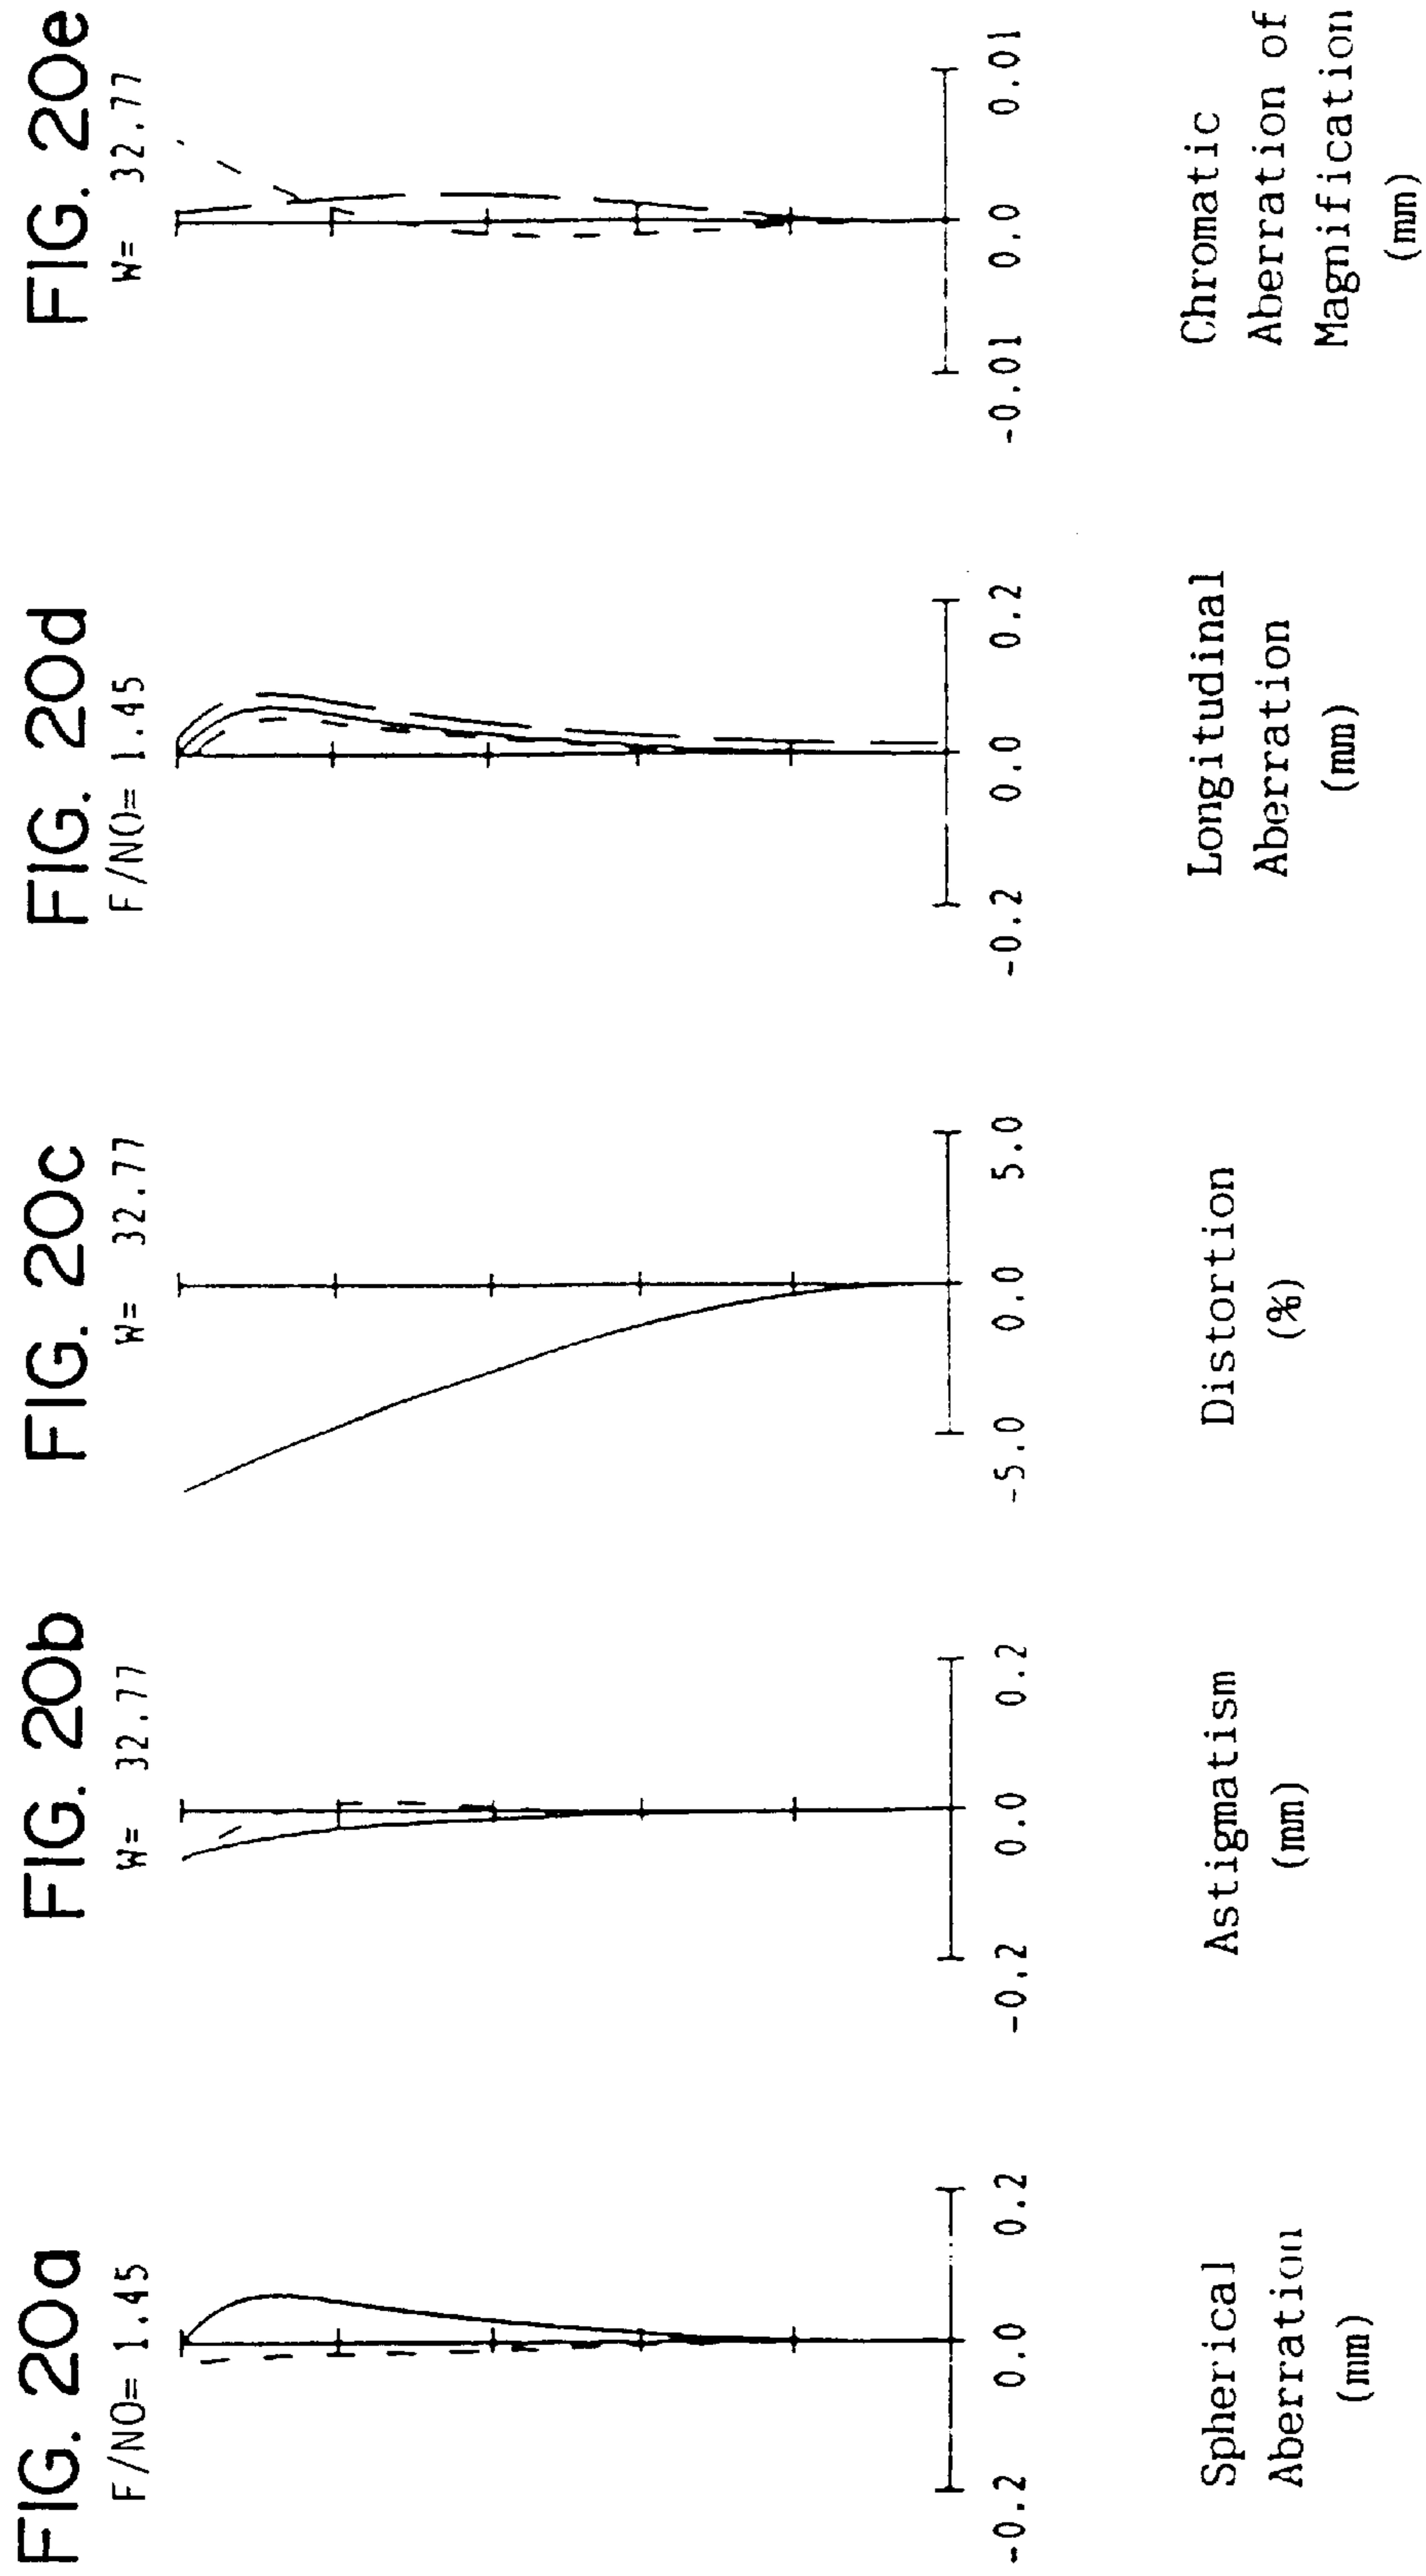 FIG. 20a
F/NO= 1.45
-0.2 0.0 0.2
Spherical
Aberration
(mm)
FIG. 20b
W= 32.77
-0.2 0.0 0.2
Astigmatism
(mm)
FIG. 20c
W= 32.77
-5.0 0.0 5.0
Distortion
(%)
FIG. 20d
F/NO= 1.45
-0.2 0.0 0.2
Longitudinal
Aberration
(mm)
FIG. 20e
W= 32.77
-0.01 0.0 0.01
Chromatic
Aberration of
Magnification
(mm)